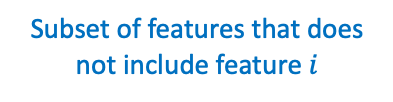 Subset of features that does
not include feature i